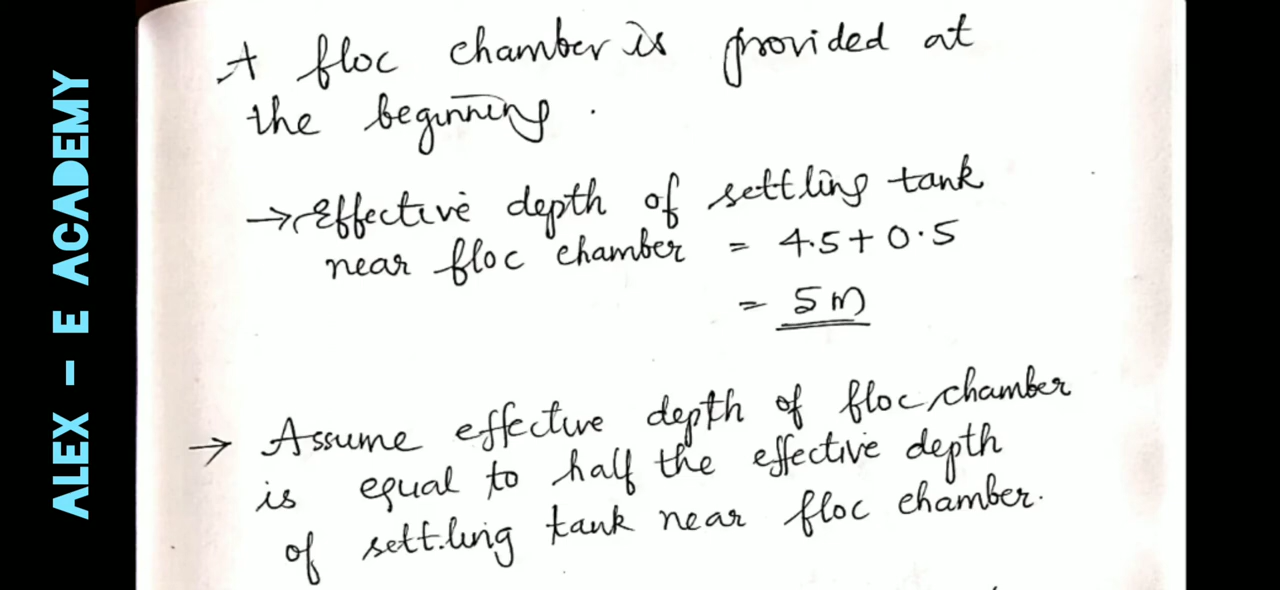 ALEX - E ACADEMY
A floc chamber is provided at
the beginning.
→ Effective depth of settling tank
near floc chamber = 4.5 + 0.5
= 5 m
→ Assume effective depth of floc chamber
is equal to half the effective depth
of settling tank near floc chamber.